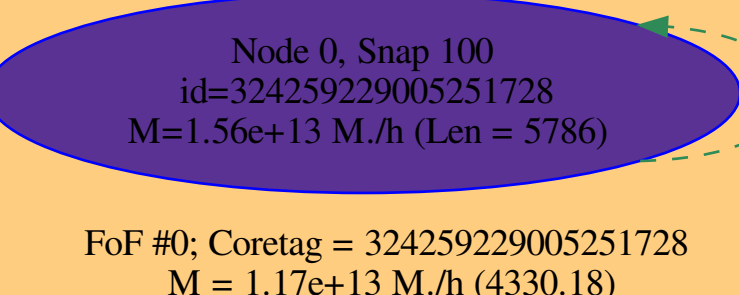 Node 0, Snap 100
id=324259229005251728
M=1.56e+13 M./h (Len = 5786)
FoF #0; Coretag = 324259229005251728
M = 1.17e+13 M./h (4330.18)